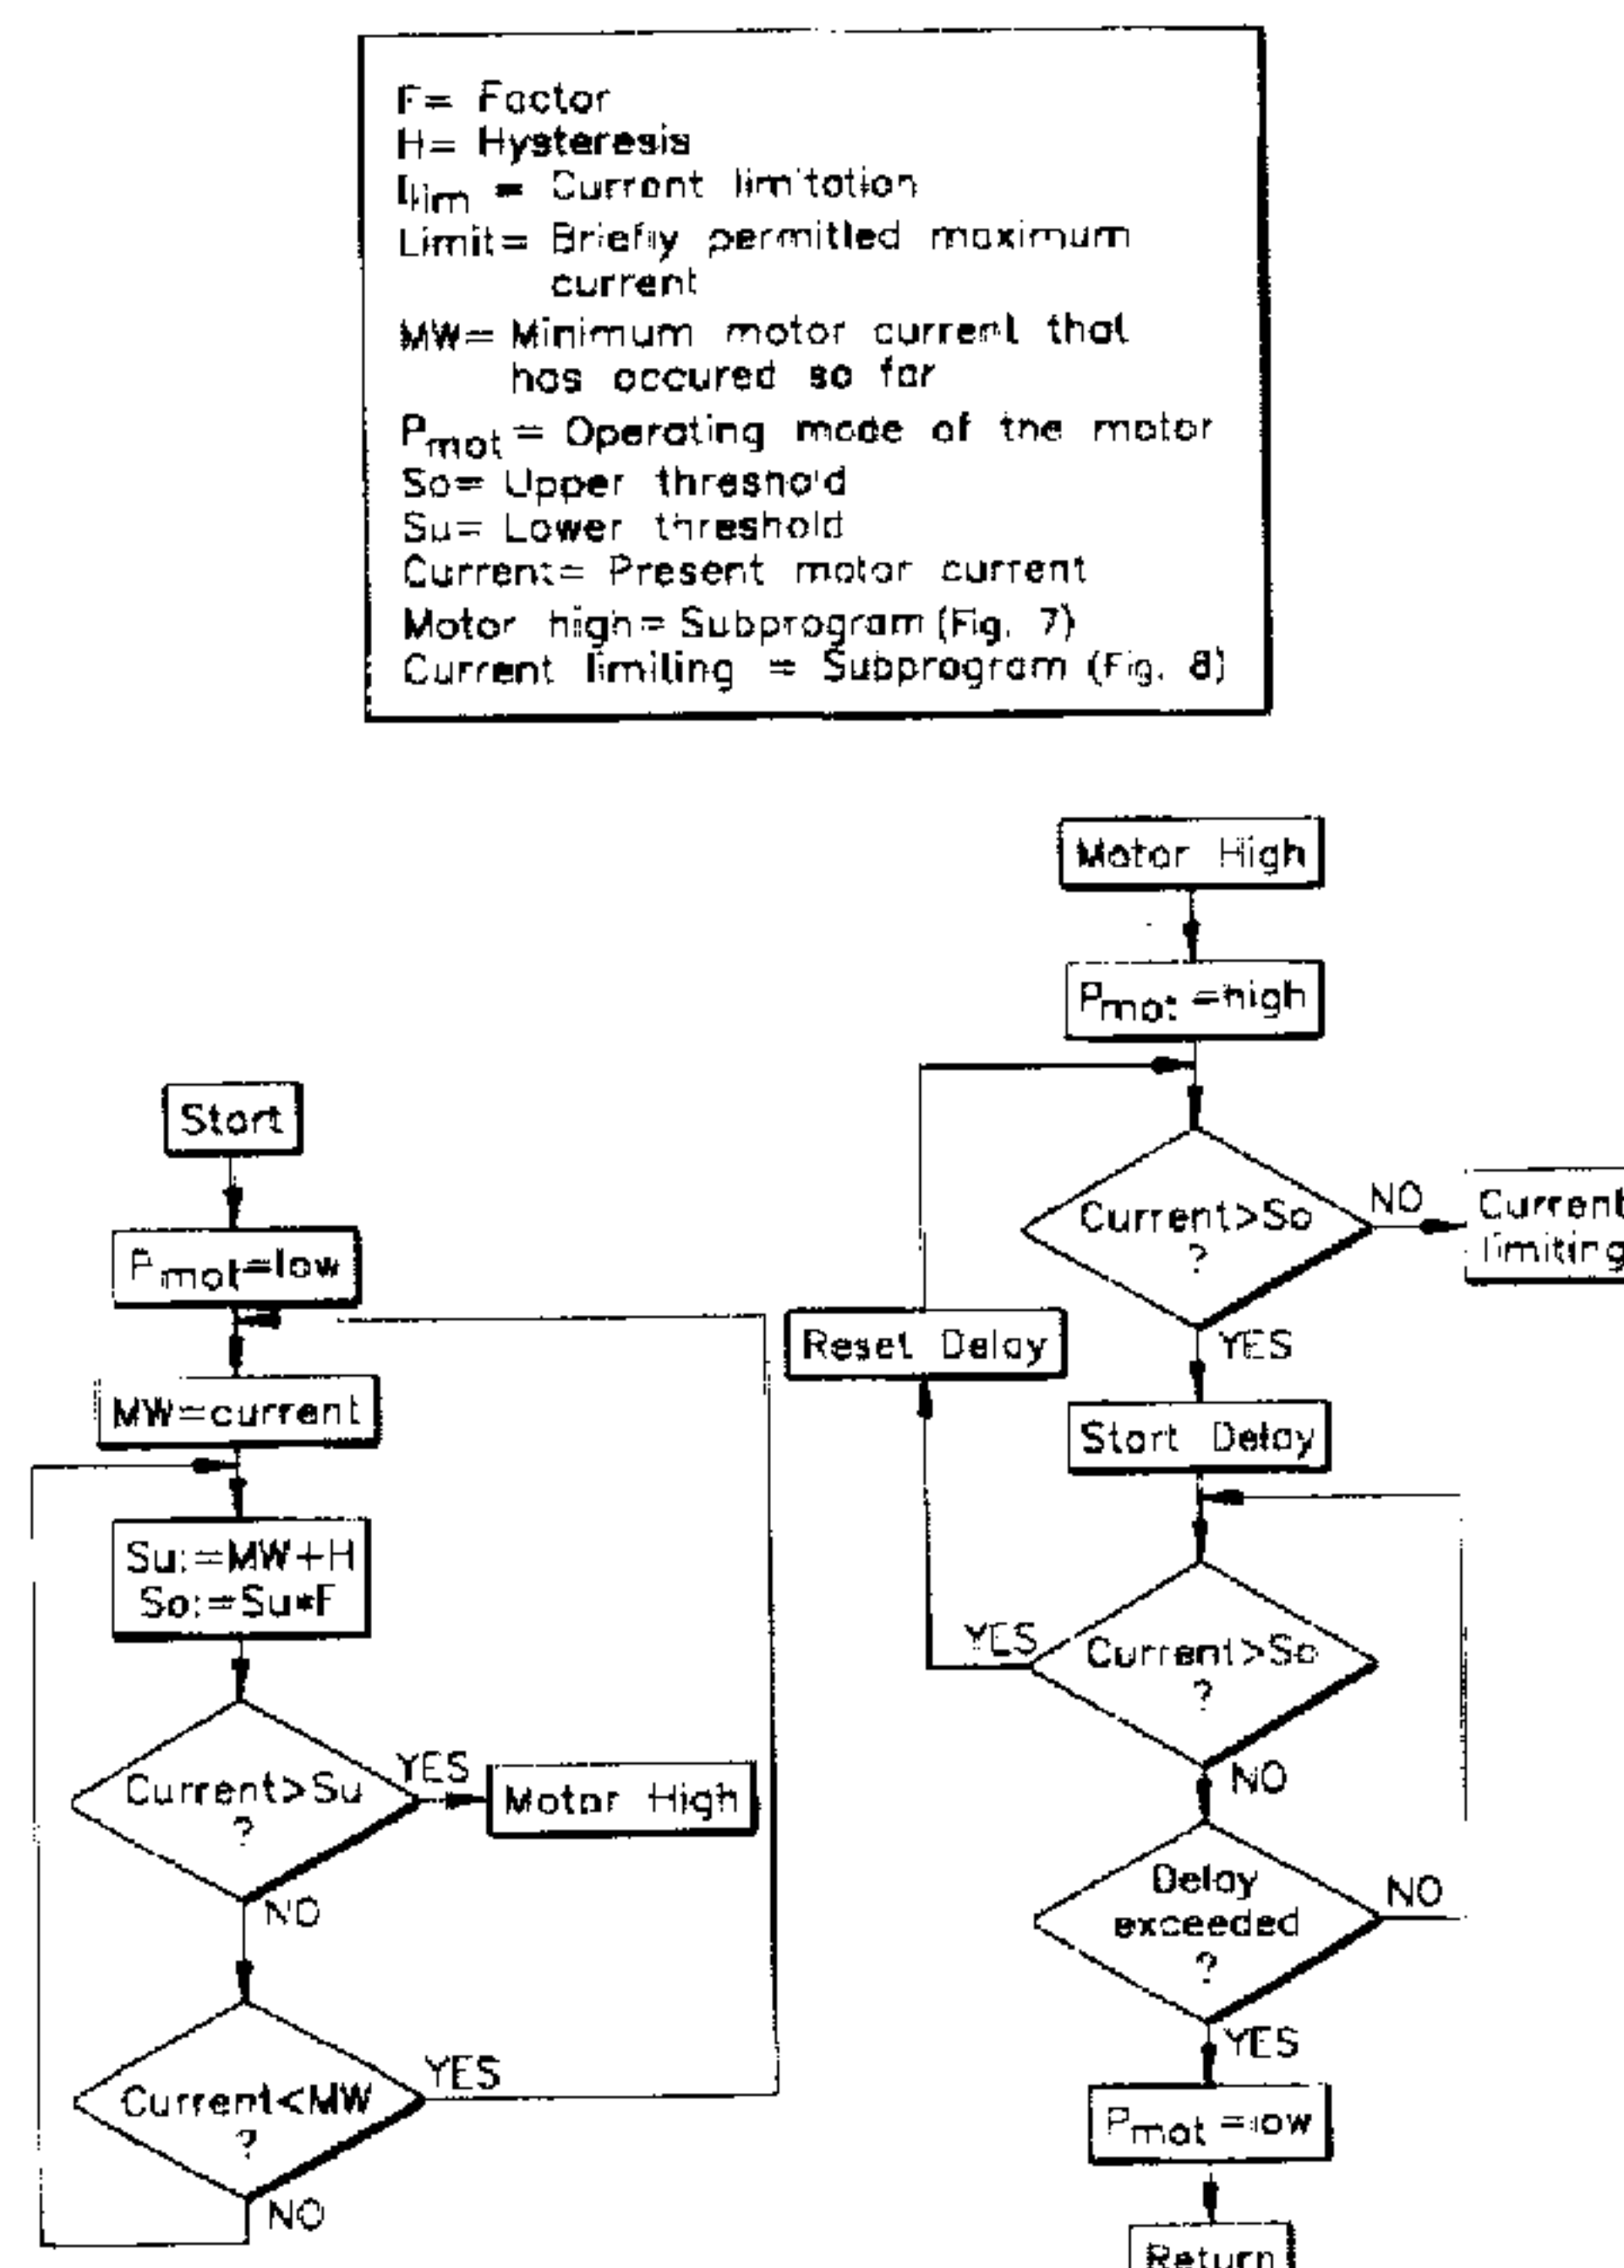 F= Factor
H= Hysteresis
Ilim = Current limitation
Limit= Briefly permitted maximum
current
MW= Minimum motor current that
has occured so far
Pmot = Operating mode of the motor
So= Upper threshold
Su= Lower threshold
Current= Present motor current
Motor high= Subprogram (Fig. 7)
Current limiting = Subprogram (Fig. 8)
Start
Pmot=low
MW=current
Su:=MW+H
So:=Su*F
Current>Su
?
YES
Motor High
NO
Current<MW
?
YES
NO
Motor High
Pmot =high
Current>So
?
NO
Current
limiting
YES
Reset Delay
Start Delay
Current>So
?
YES
NO
Delay
exceeded
?
NO
YES
Pmot =low
Return